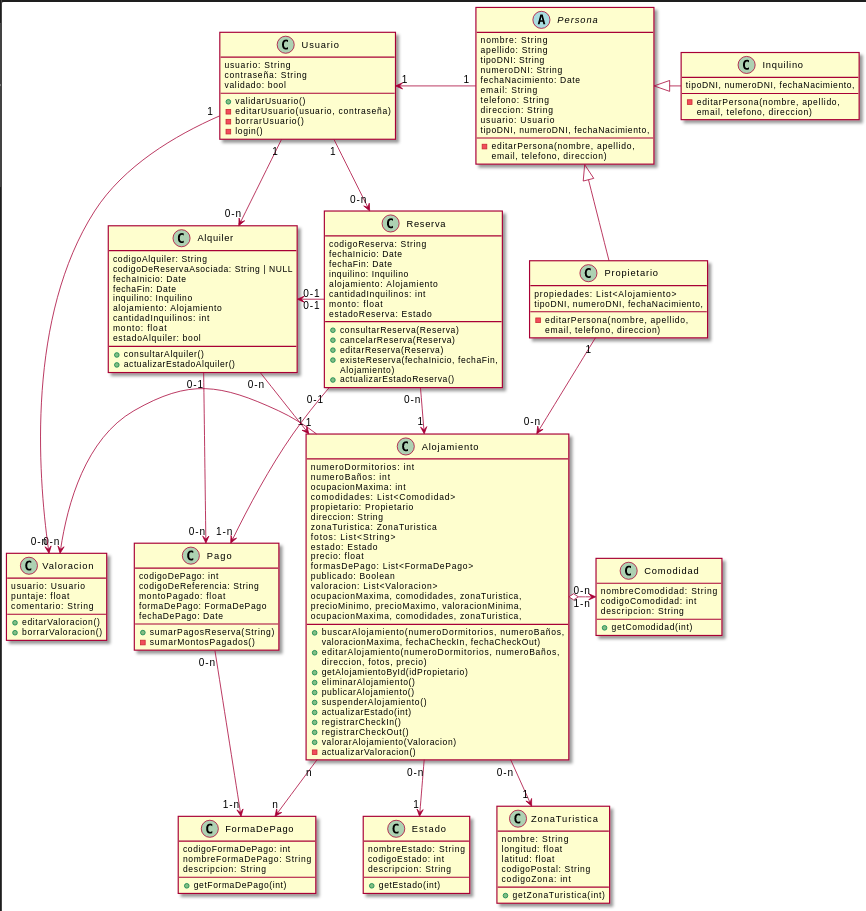 C Usuario
usuario: String
contraseña: String
validado: bool
validarUsuario()
editarUsuario(usuario, contraseña)
borrarUsuario()
login()
A Persona
nombre: String
apellido: String
tipoDNI: String
numeroDNI: String
fechaNacimiento: Date
email: String
telefono: String
direccion: String
usuario: Usuario
tipoDNI, numeroDNI, fechaNacimiento,
editarPersona(nombre, apellido,
email, telefono, direccion)
C Inquilino
tipoDNI, numeroDNI, fechaNacimiento,
editarPersona(nombre, apellido,
email, telefono, direccion)
1
1
1
1
1
0-n
0-n
C Alquiler
codigoAlquiler: String
codigoDeReservaAsociada: String | NULL
fechaInicio: Date
fechaFin: Date
inquilino: Inquilino
alojamiento: Alojamiento
cantidadInquilinos: int
monto: float
estadoAlquiler: bool
consultarAlquiler()
actualizarEstadoAlquiler()
C Reserva
codigoReserva: String
fechaInicio: Date
fechaFin: Date
inquilino: Inquilino
alojamiento: Alojamiento
cantidadInquilinos: int
monto: float
estadoReserva: Estado
consultarReserva(Reserva)
cancelarReserva(Reserva)
editarReserva(Reserva)
existeReserva(fechaInicio, fechaFin,
Alojamiento)
actualizarEstadoReserva()
0-1
0-1
C Propietario
propiedades: List<Alojamiento>
tipoDNI, numeroDNI, fechaNacimiento,
editarPersona(nombre, apellido,
email, telefono, direccion)
1
0-1
0-n
0-1
0-n
1
1
1
0-n
C Alojamiento
numeroDormitorios: int
numeroBaños: int
ocupacionMaxima: int
comodidades: List<Comodidad>
propietario: Propietario
direccion: String
zonaTuristica: ZonaTuristica
fotos: List<String>
estado: Estado
precio: float
formasDePago: List<FormaDePago>
publicado: Boolean
valoracion: List<Valoracion>
ocupacionMaxima, comodidades, zonaTuristica,
precioMinimo, precioMaximo, valoracionMinima,
ocupacionMaxima, comodidades, zonaTuristica,
buscarAlojamiento(numeroDormitorios, numeroBaños,
valoracionMaxima, fechaCheckIn, fechaCheckOut)
editarAlojamiento(numeroDormitorios, numeroBaños,
direccion, fotos, precio)
getAlojamientoById(idPropietario)
eliminarAlojamiento()
publicarAlojamiento()
suspenderAlojamiento()
actualizarEstado(int)
registrarCheckIn()
registrarCheckOut()
valorarAlojamiento(Valoracion)
actualizarValoracion()
0-n
0-n
0-n
1-n
C Valoracion
usuario: Usuario
puntaje: float
comentario: String
editarValoracion()
borrarValoracion()
C Pago
codigoDePago: int
codigoDeReferencia: String
montoPagado: float
formaDePago: FormaDePago
fechaDePago: Date
sumarPagosReserva(String)
sumarMontosPagados()
0-n
1-n
C Comodidad
nombreComodidad: String
codigoComodidad: int
descripcion: String
getComodidad(int)
0-n
n
0-n
0-n
1-n
n
1
1
C FormaDePago
codigoFormaDePago: int
nombreFormaDePago: String
descripcion: String
getFormaDePago(int)
C Estado
nombreEstado: String
codigoEstado: int
descripcion: String
getEstado(int)
C ZonaTuristica
nombre: String
longitud: float
latitud: float
codigoPostal: String
codigoZona: int
getZonaTuristica(int)